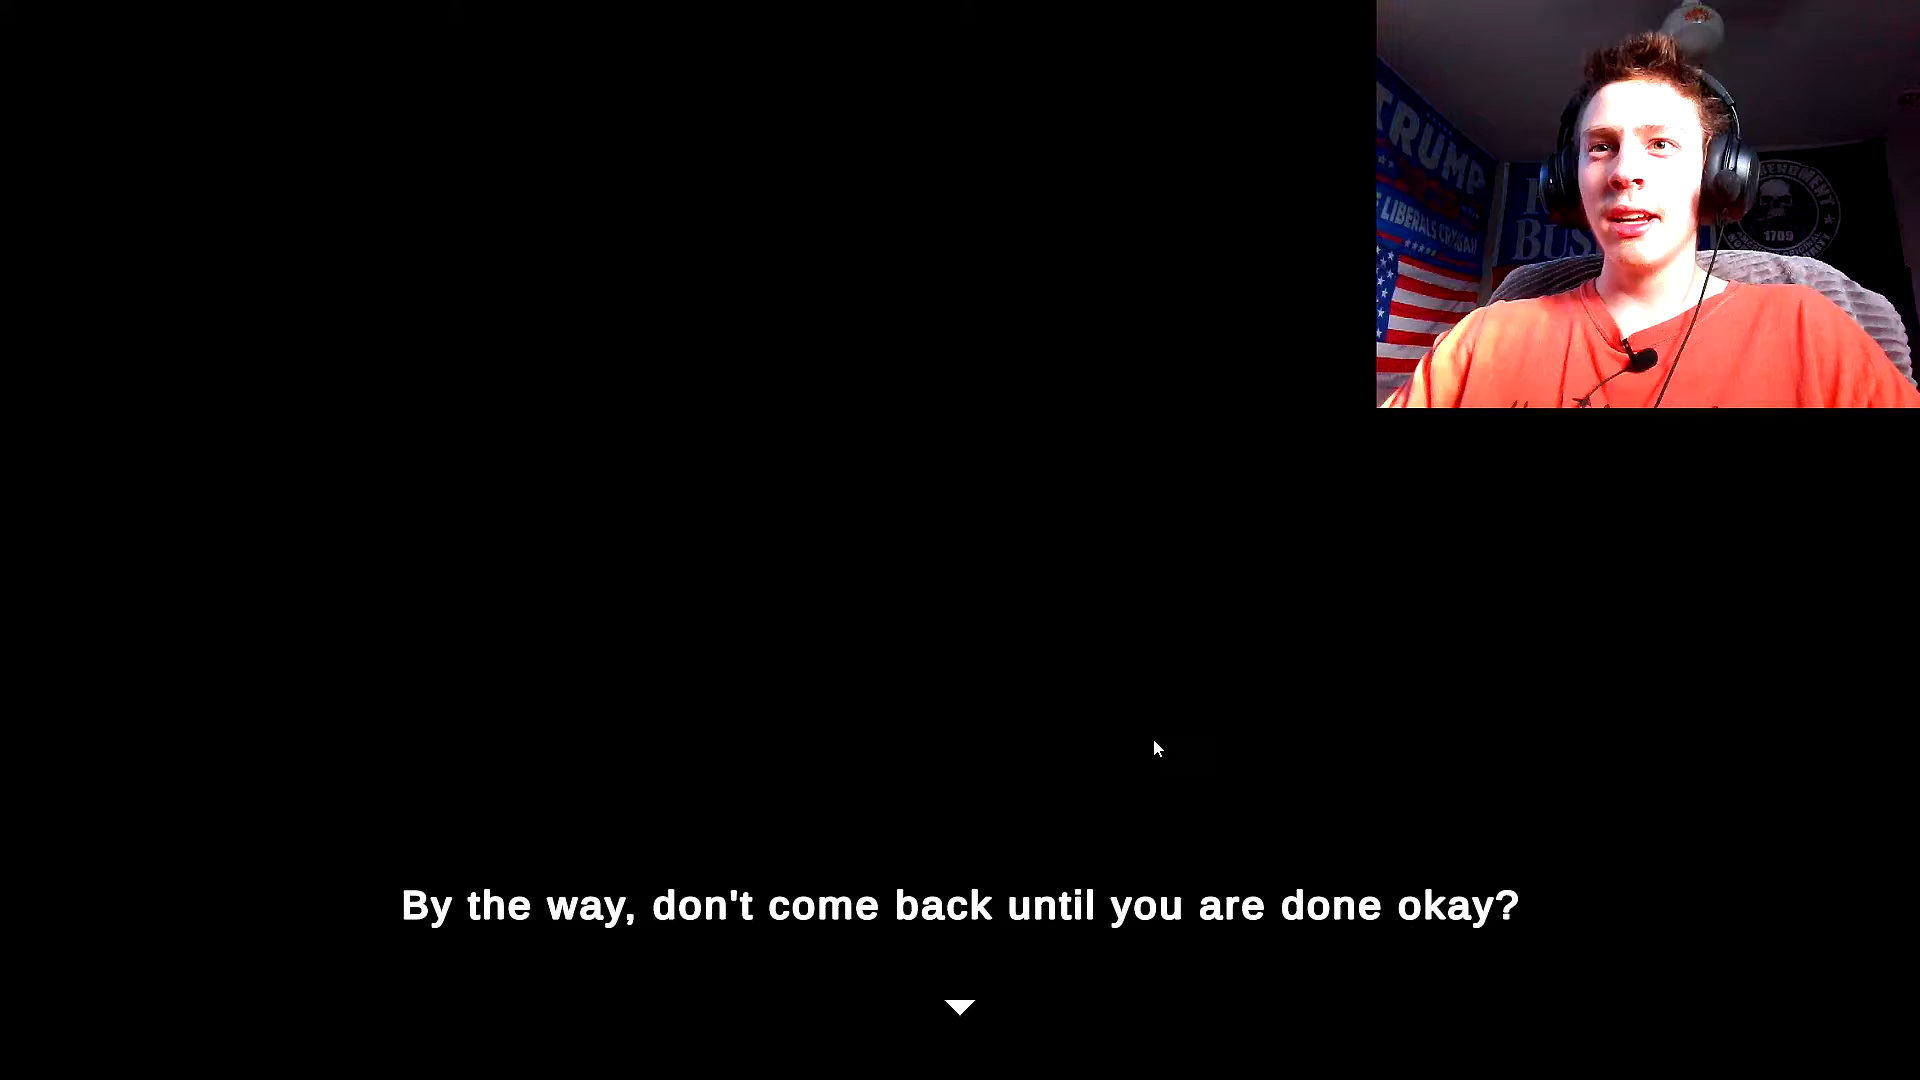 TRUMP
LIBERALS
BUS
1789
By the way, don't come back until you are done okay?